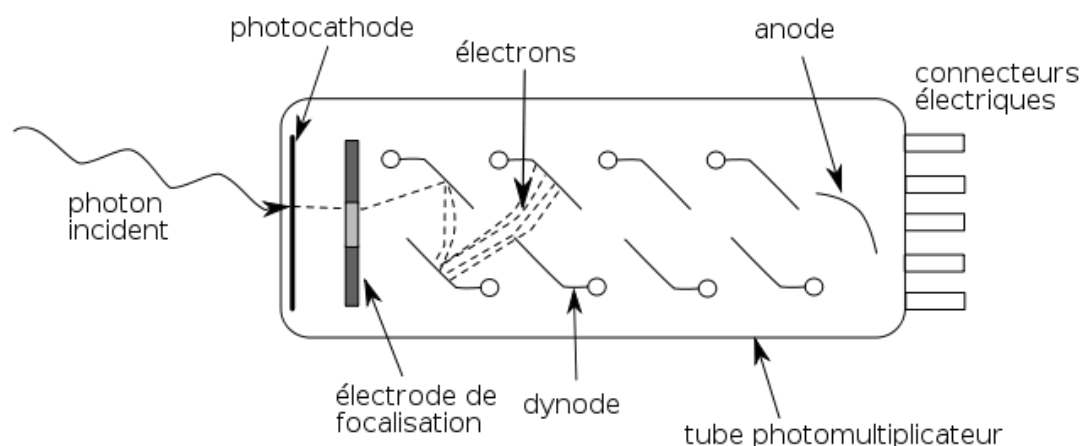 photocathode
électrons
anode
connecteurs
électriques
photon
incident
électrode de
focalisation
dynode
tube photomultiplicateur